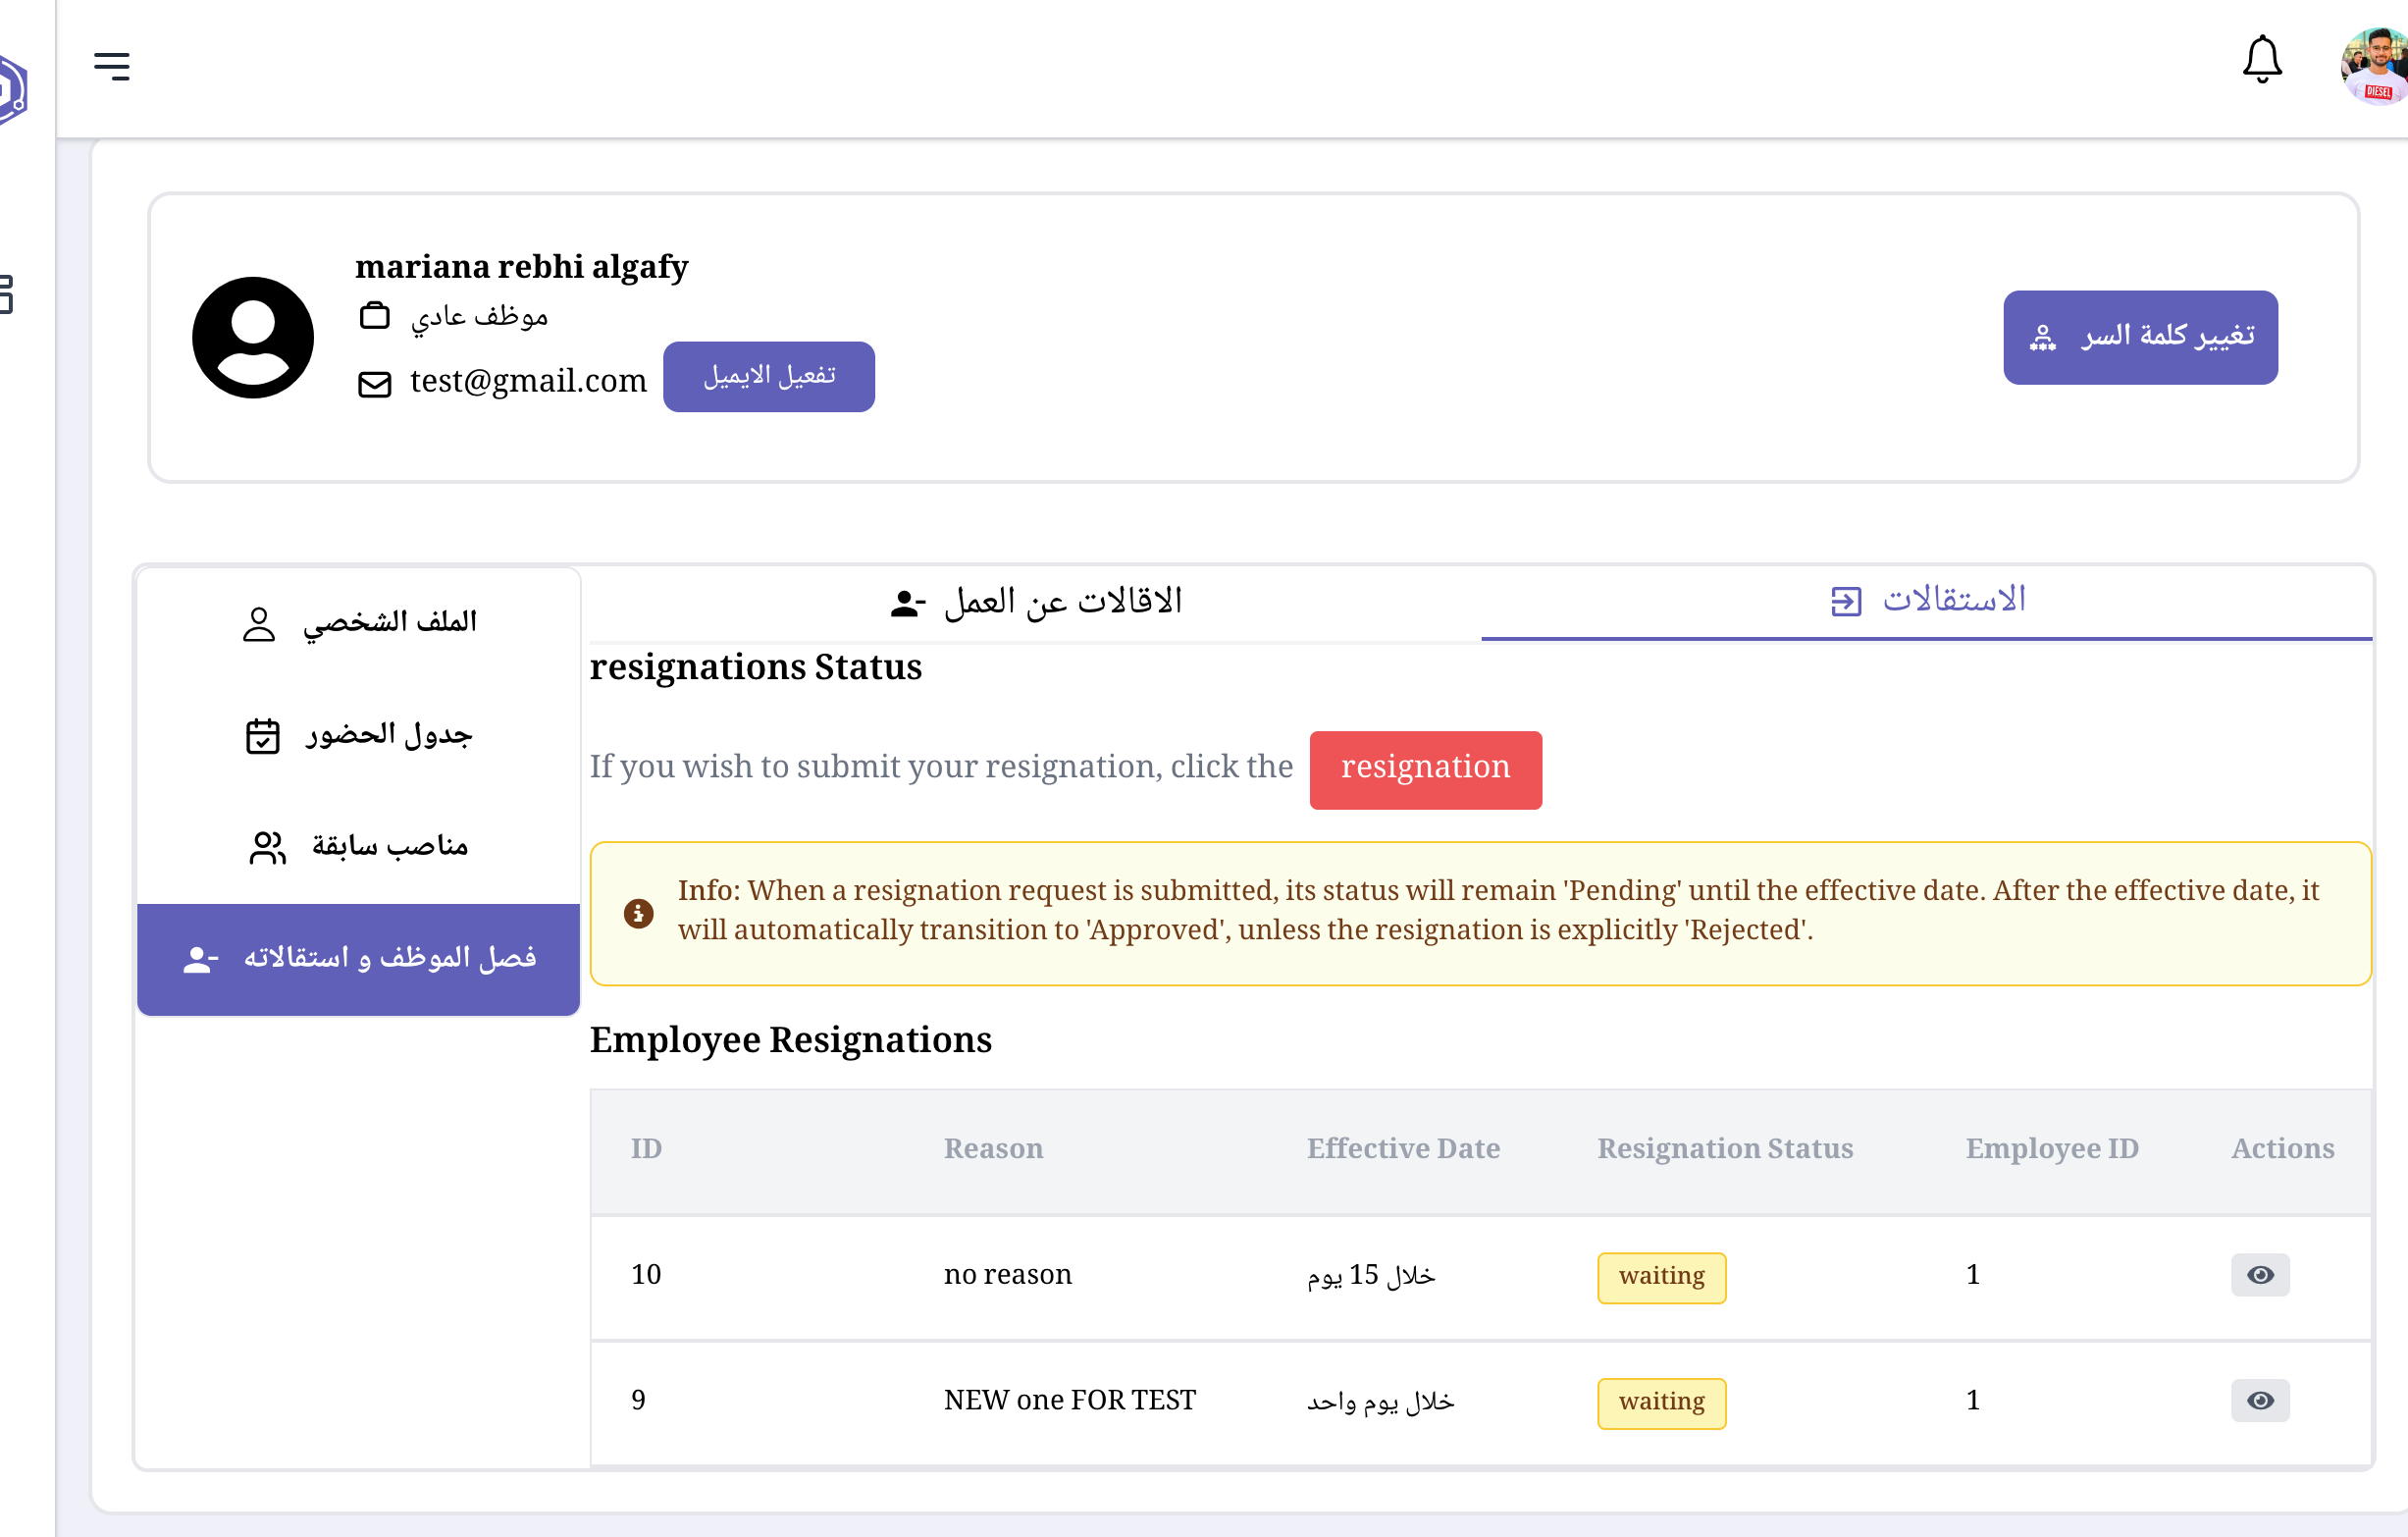 mariana rebhi algafy
موظف عادي
test@gmail.com
تفعيل الايميل
تغيير كلمة السر
DIESEL
الملف الشخصي
جدول الحضور
مناصب سابقة
فصل الموظف و استقالاته
الاقالات عن العمل
الاستقالات
resignations Status
If you wish to submit your resignation, click the
resignation
Info: When a resignation request is submitted, its status will remain 'Pending' until the effective date. After the effective date, it
will automatically transition to 'Approved', unless the resignation is explicitly 'Rejected'.
Employee Resignations
ID Reason Effective Date Resignation Status Employee ID Actions
10 no reason خلال 15 يوم waiting 1
9 NEW one FOR TEST خلال يوم واحد waiting 1